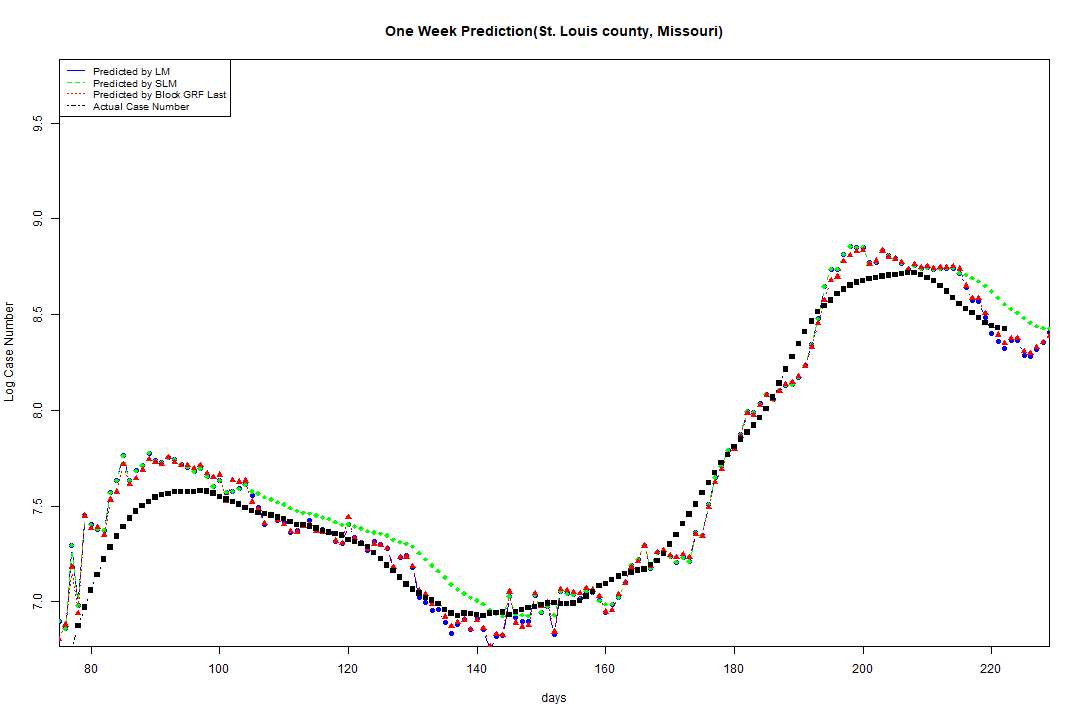 One Week Prediction(St. Louis county, Missouri)
Predicted by LM
Predicted by SLM
Predicted by Block GRF Last
Actual Case Number
9.5
9.0
8.5
8.0
7.5
7.0
Log Case Number
80 100 120 140 160 180 200 220
days